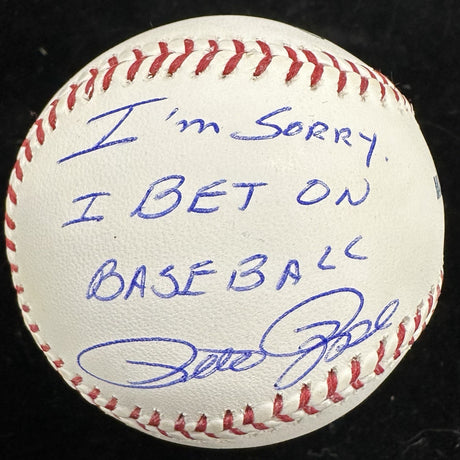 I'm SORRY.
I BET ON
BASEBALL
Pete Rose